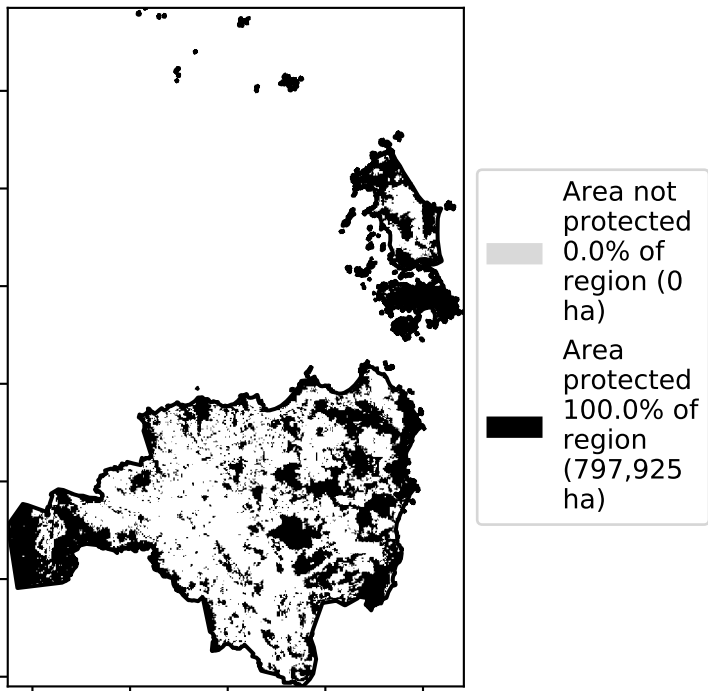 Area not
protected
0.0% of
region (0
ha)
Area
protected
100.0% of
region
(797,925
ha)